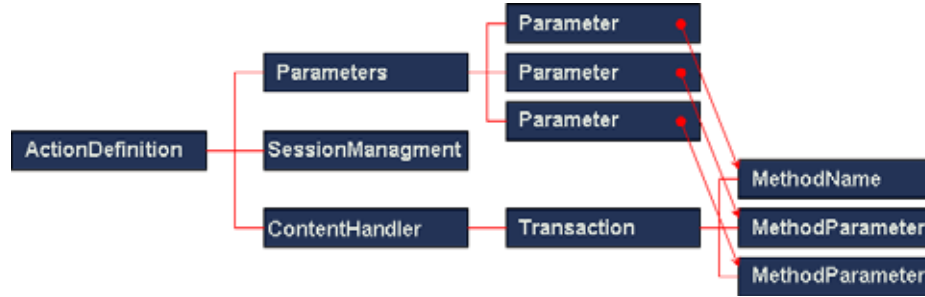 Parameter
Parameters
Parameter
Parameter
ActionDefinition
SessionManagment
MethodName
ContentHandler
Transaction
MethodParameter
MethodParameter